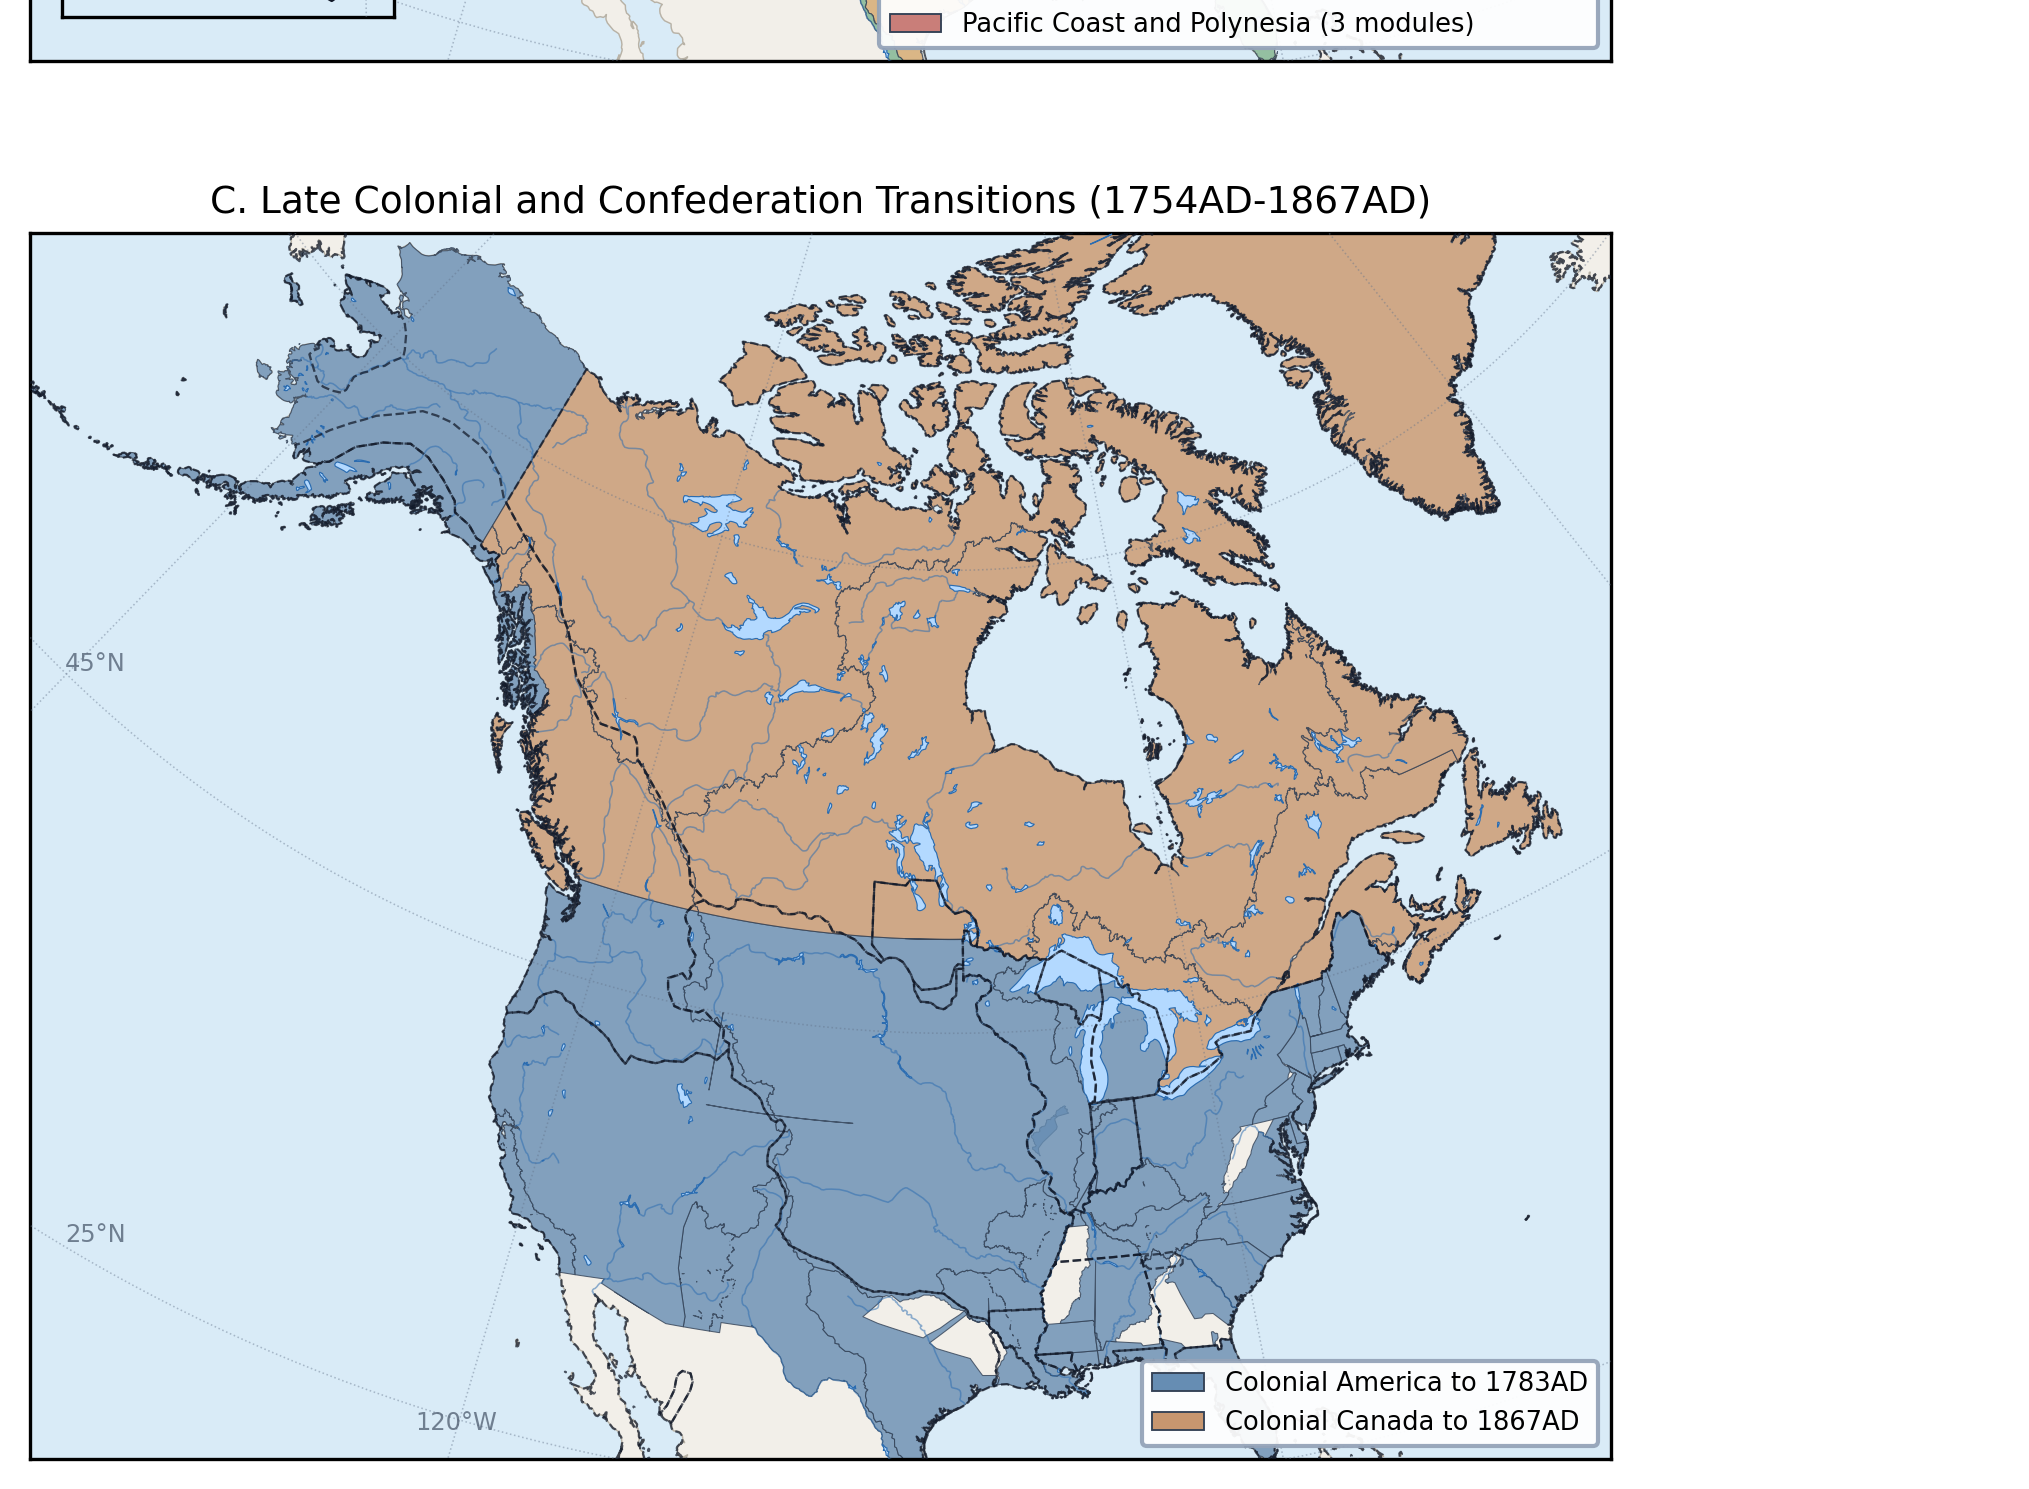 Pacific Coast and Polynesia (3 modules)
C. Late Colonial and Confederation Transitions (1754AD-1867AD)
45°N
25°N
120°W
Colonial America to 1783AD
Colonial Canada to 1867AD